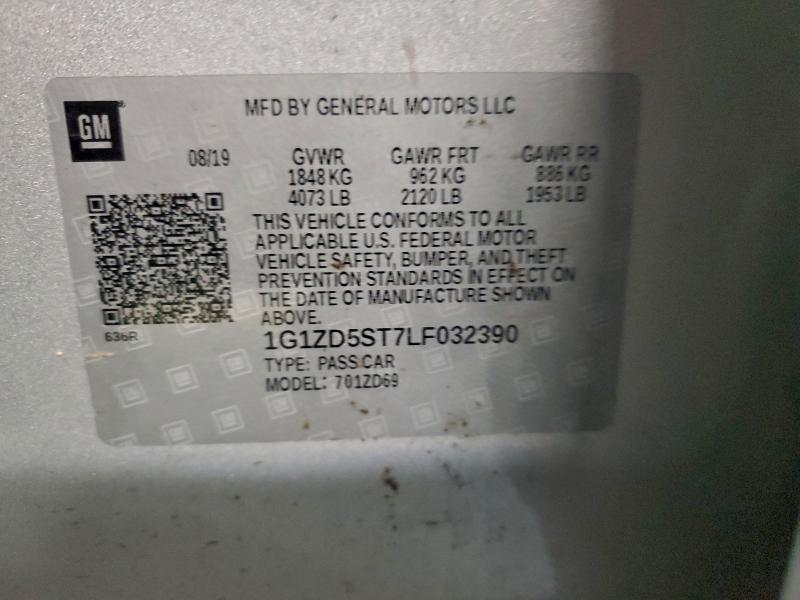 GM
MFD BY GENERAL MOTORS LLC
08/19 GVWR GAWR FRT GAWR RR
1848 KG 962 KG 886 KG
4073 LB 2120 LB 1953 LB
THIS VEHICLE CONFORMS TO ALL
APPLICABLE U.S. FEDERAL MOTOR
VEHICLE SAFETY, BUMPER, AND THEFT
PREVENTION STANDARDS IN EFFECT ON
THE DATE OF MANUFACTURE SHOWN
ABOVE.
636R
1G1ZD5ST7LF032390
TYPE: PASS CAR
MODEL: 701ZD69